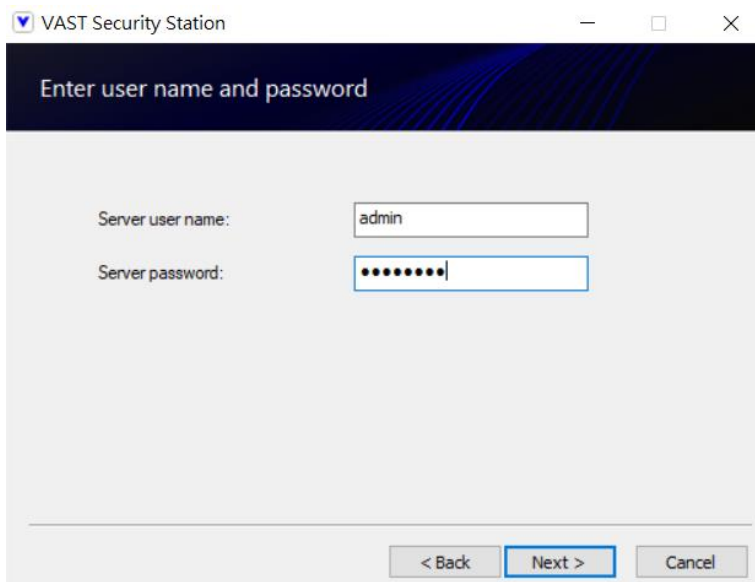 VAST Security Station
Enter user name and password
Server user name: admin
Server password: ••••••••
< Back Next > Cancel